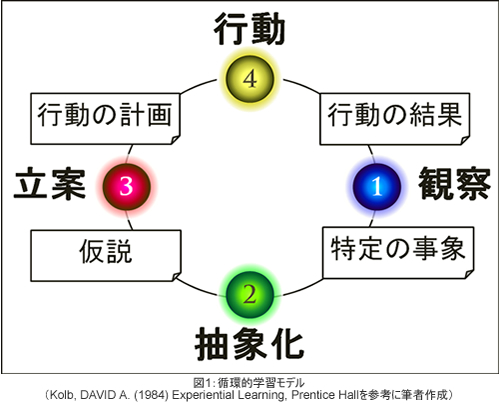 行動
4
行動の計画
行動の結果
立案
3
1
観察
仮説
特定の事象
2
抽象化
図1：循環的学習モデル
（Kolb, DAVID A. (1984) Experiential Learning, Prentice Hallを参考に筆者作成）